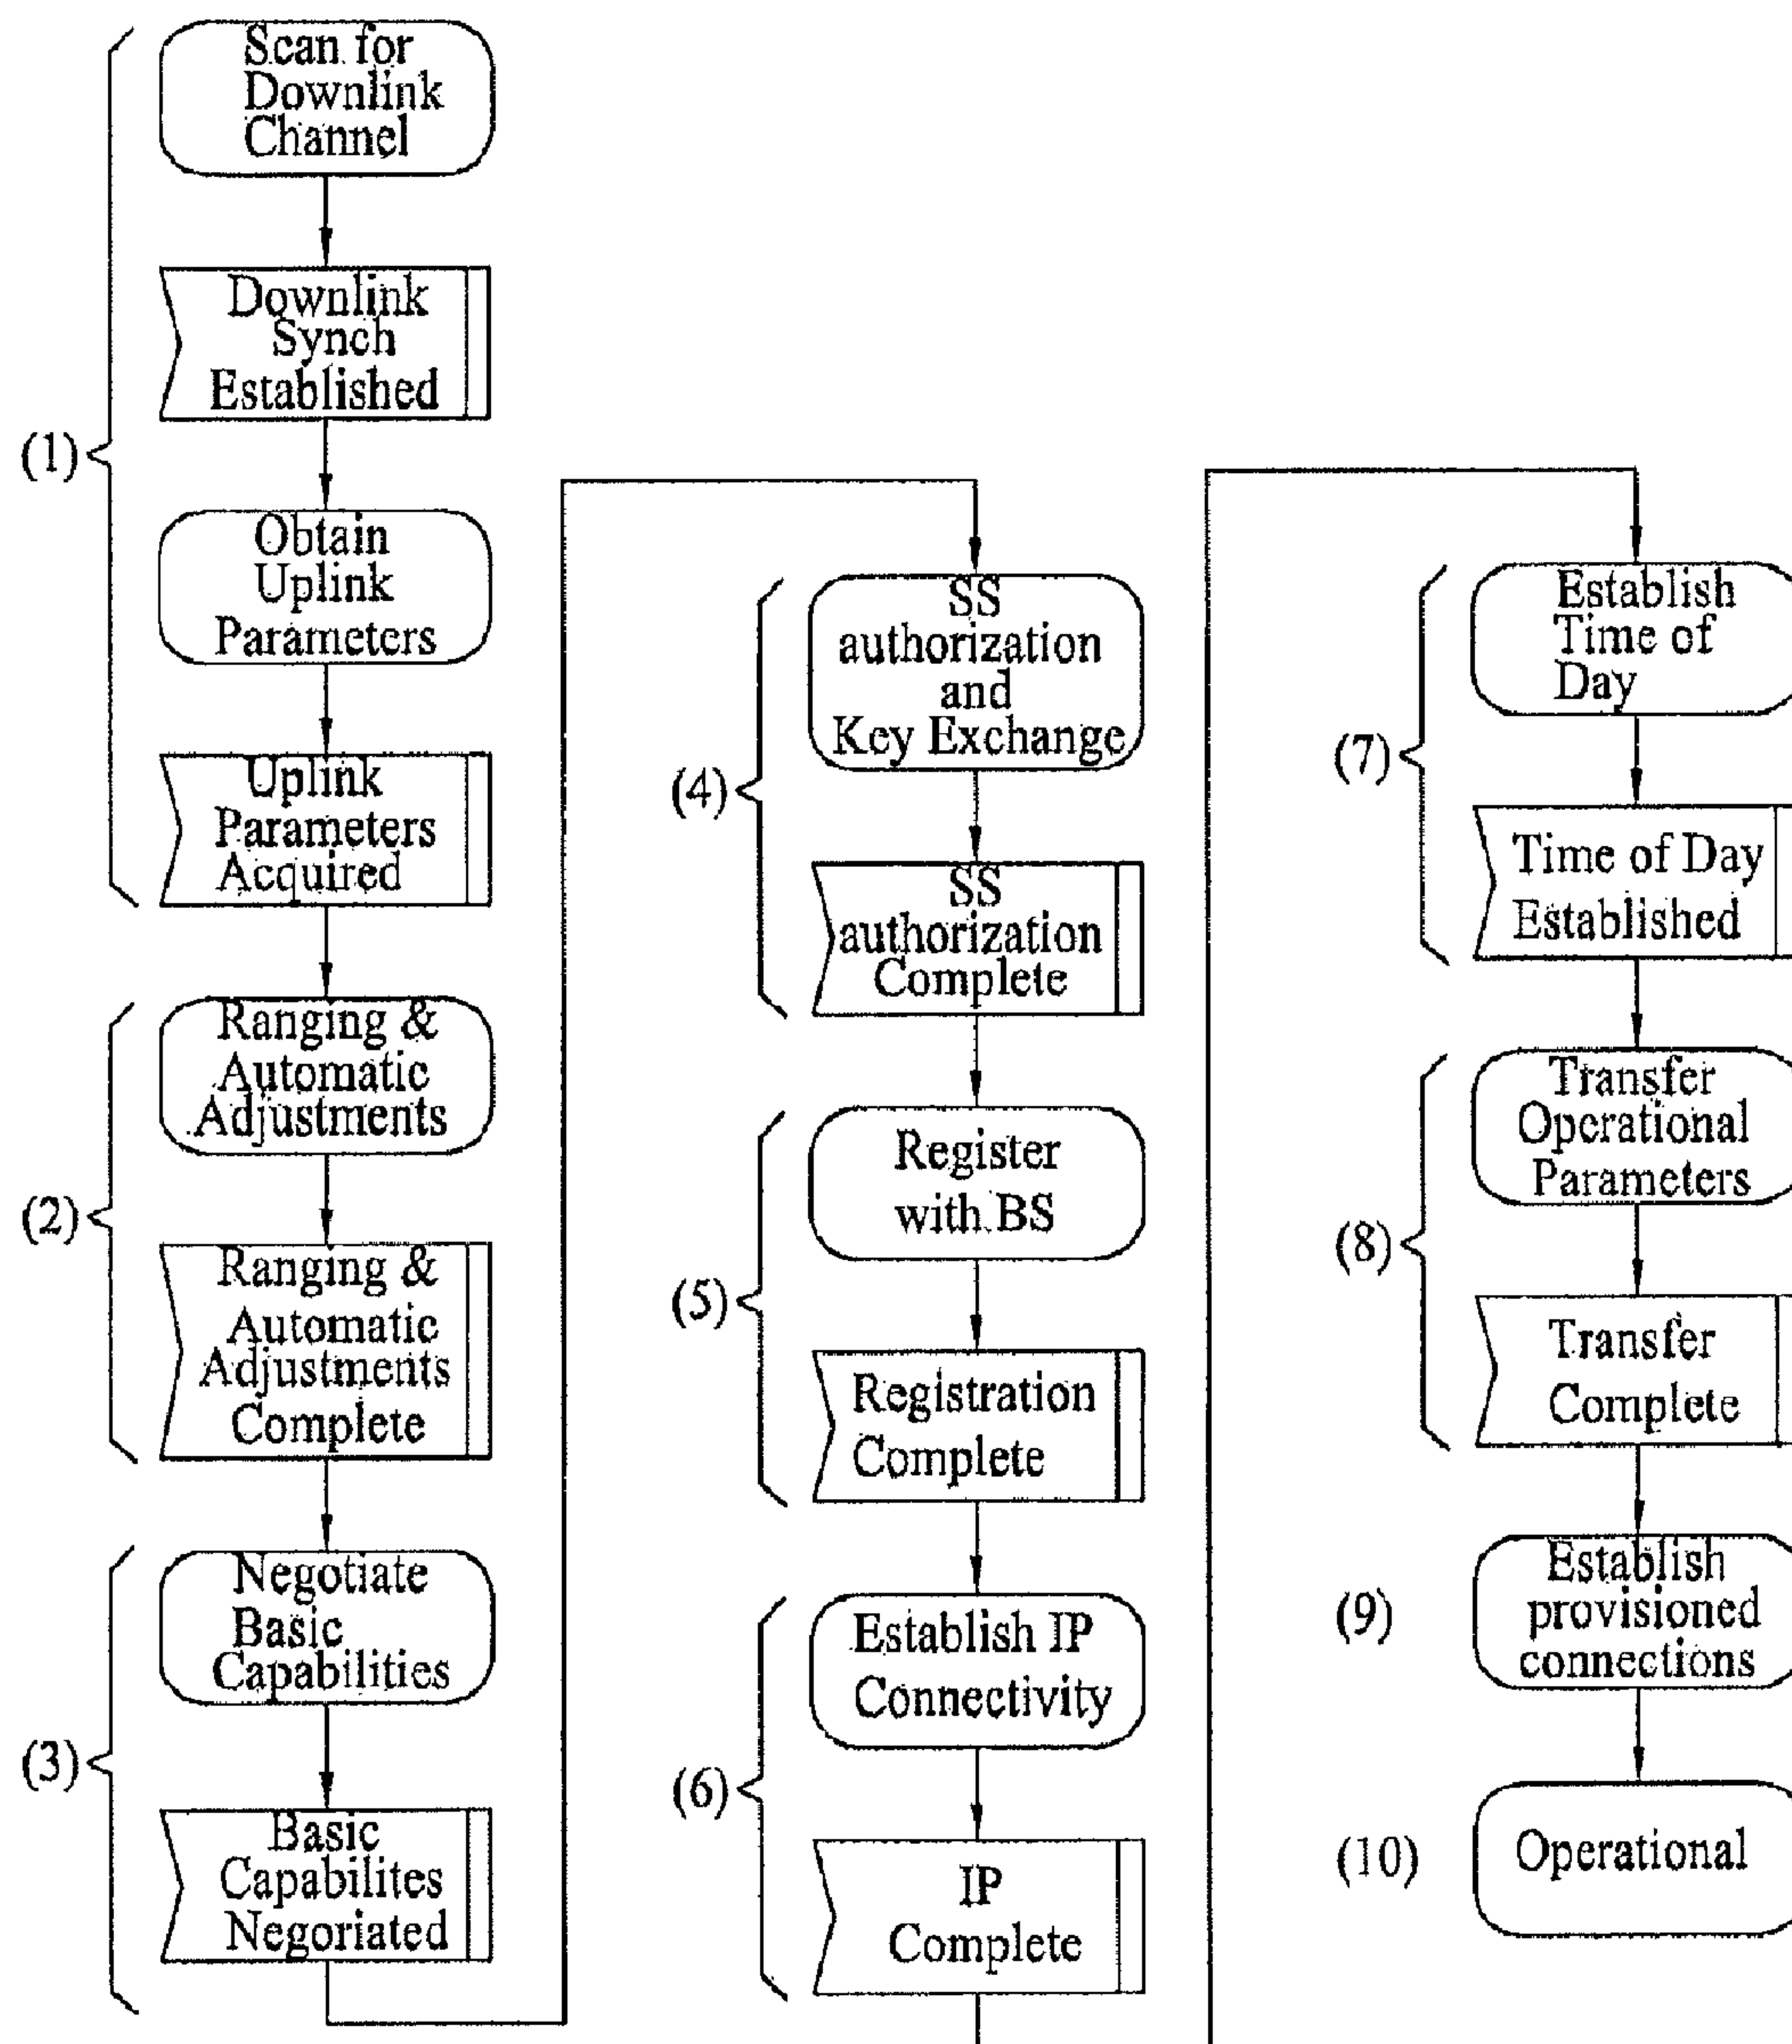 (1)
Scan for
Downlink
Channel
Downlink
Synch
Established
Obtain
Uplink
Parameters
Uplink
Parameters
Acquired
(2)
Ranging &
Automatic
Adjustments
Ranging &
Automatic
Adjustments
Complete
(3)
Negotiate
Basic
Capabilities
Basic
Capabilites
Negoriated
(4)
SS
authorization
and
Key Exchange
SS
authorization
Complete
(5)
Register
with BS
Registration
Complete
(6)
Establish IP
Connectivity
IP
Complete
(7)
Establish
Time of
Day
Time of Day
Established
(8)
Transfer
Operational
Parameters
Transfer
Complete
(9)
Establish
provisioned
connections
(10)
Operational